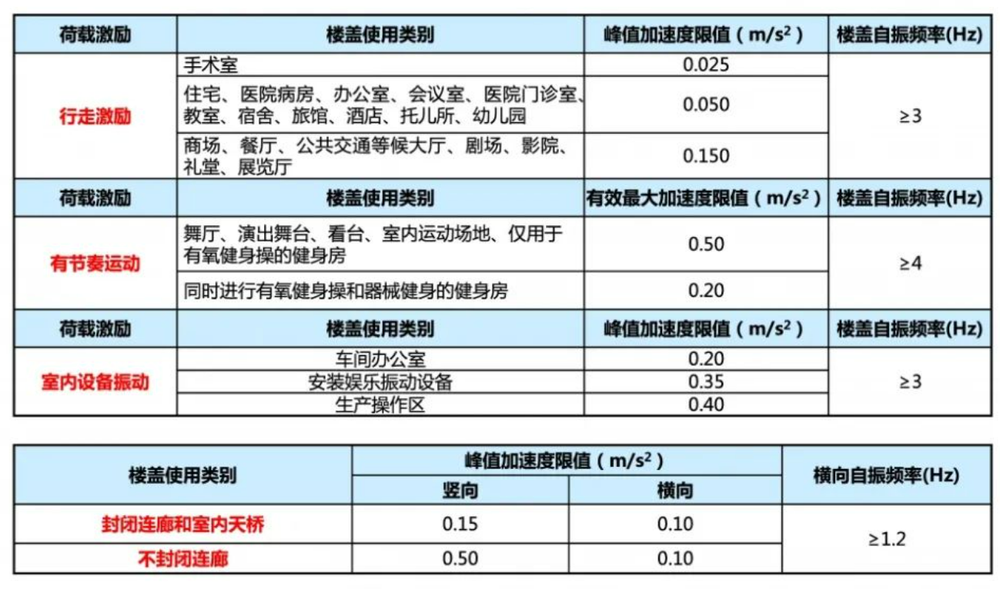 荷载激励 楼盖使用类别 峰值加速度限值（m/s²） 楼盖自振频率(Hz)
手术室 0.025
行走激励
住宅、医院病房、办公室、会议室、医院门诊室、
教室、宿舍、旅馆、酒店、托儿所、幼儿园
0.050
≥3
商场、餐厅、公共交通等候大厅、剧场、影院、
礼堂、展览厅
0.150
荷载激励 楼盖使用类别 有效最大加速度限值（m/s²） 楼盖自振频率(Hz)
有节奏运动
舞厅、演出舞台、看台、室内运动场地、仅用于
有氧健身操的健身房
0.50
≥4
同时进行有氧健身操和器械健身的健身房 0.20
荷载激励 楼盖使用类别 峰值加速度限值（m/s²） 楼盖自振频率(Hz)
车间办公室 0.20
室内设备振动 安装娱乐振动设备 0.35 ≥3
生产操作区 0.40
楼盖使用类别 峰值加速度限值（m/s²） 横向自振频率(Hz)
竖向 横向
封闭连廊和室内天桥 0.15 0.10
≥1.2
不封闭连廊 0.50 0.10